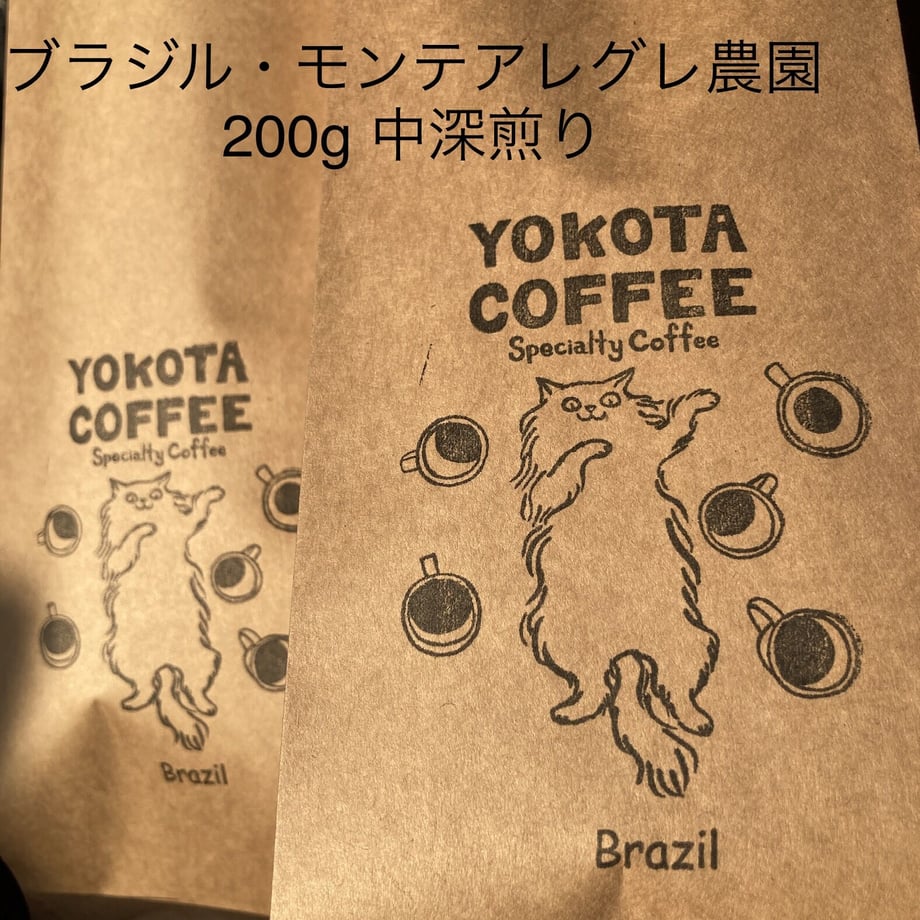 ブラジル・モンテアレグレ農園
200g 中深煎り
YOKOTA
COFFEE
Specialty Coffee
Brazil
YOKOTA
COFFEE
Specialty Coffee
Brazil